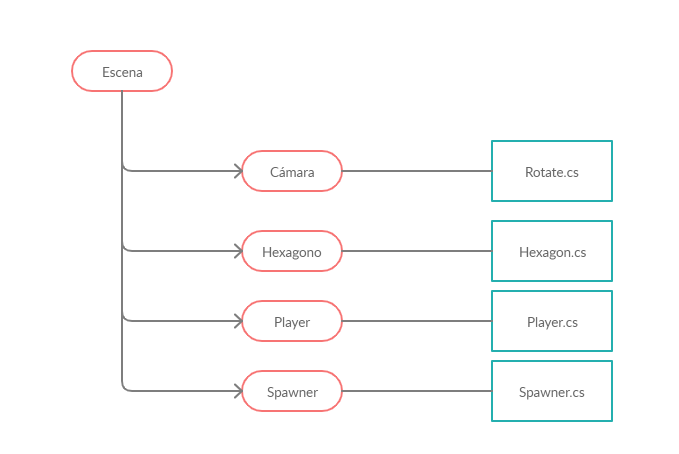 Escena
Cámara
Rotate.cs
Hexagono
Hexagon.cs
Player
Player.cs
Spawner
Spawner.cs